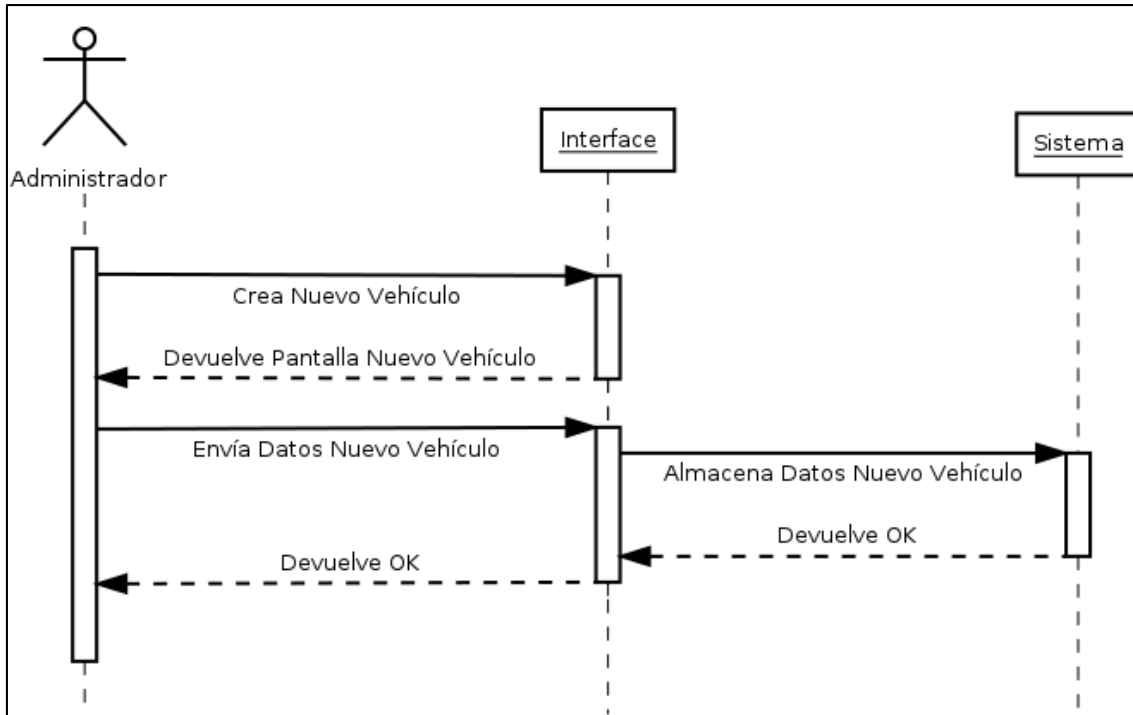 Interface
Sistema
Administrador
Crea Nuevo Vehículo
Devuelve Pantalla Nuevo Vehículo
Envía Datos Nuevo Vehículo
Almacena Datos Nuevo Vehículo
Devuelve OK
Devuelve OK